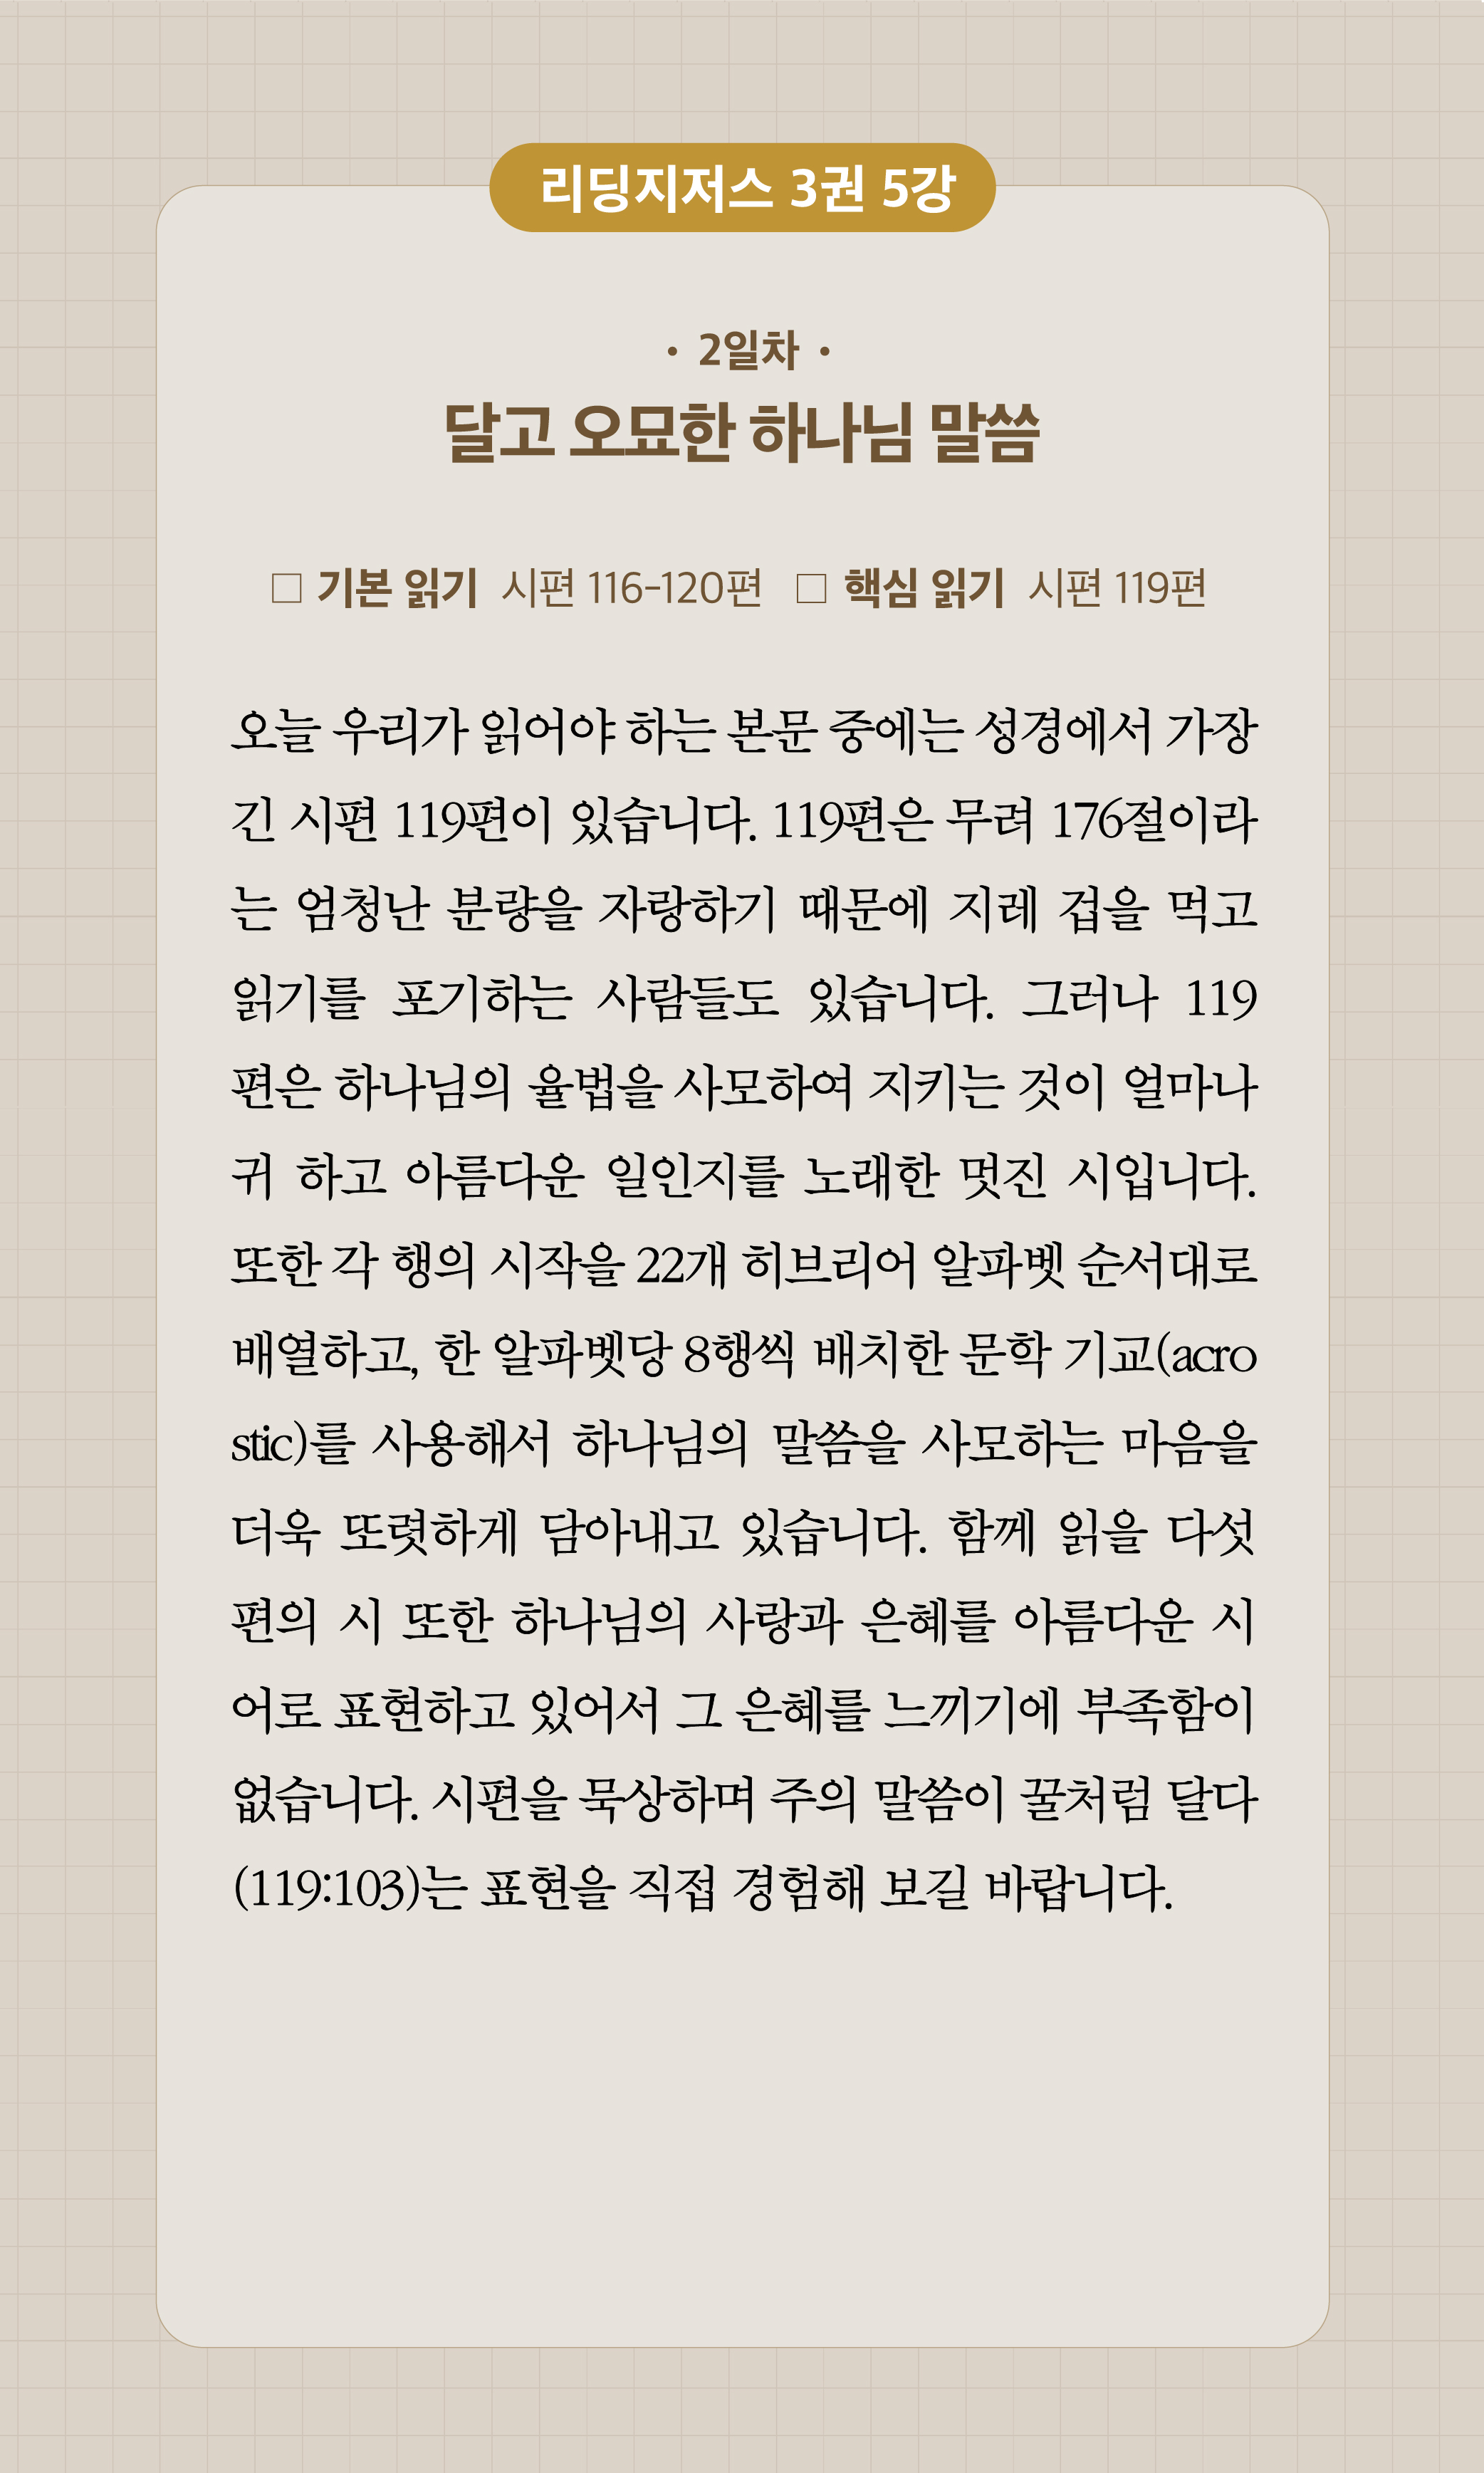 리딩지저스 3권 5강
· 2일차 ·
달고 오묘한 하나님 말씀
□ 기본 읽기 시편 116-120편 □ 핵심 읽기 시편 119편
오늘 우리가 읽어야 하는 본문 중에는 성경에서 가장
긴 시편 119편이 있습니다. 119편은 무려 176절이라
는 엄청난 분량을 자랑하기 때문에 지레 겁을 먹고
읽기를 포기하는 사람들도 있습니다. 그러나 119
편은 하나님의 율법을 사모하여 지키는 것이 얼마나
귀 하고 아름다운 일인지를 노래한 멋진 시입니다.
또한 각 행의 시작을 22개 히브리어 알파벳 순서대로
배열하고, 한 알파벳당 8행씩 배치한 문학 기교(acro
stic)를 사용해서 하나님의 말씀을 사모하는 마음을
더욱 또렷하게 담아내고 있습니다. 함께 읽을 다섯
편의 시 또한 하나님의 사랑과 은혜를 아름다운 시
어로 표현하고 있어서 그 은혜를 느끼기에 부족함이
없습니다. 시편을 묵상하며 주의 말씀이 꿀처럼 달다
(119:103)는 표현을 직접 경험해 보길 바랍니다.